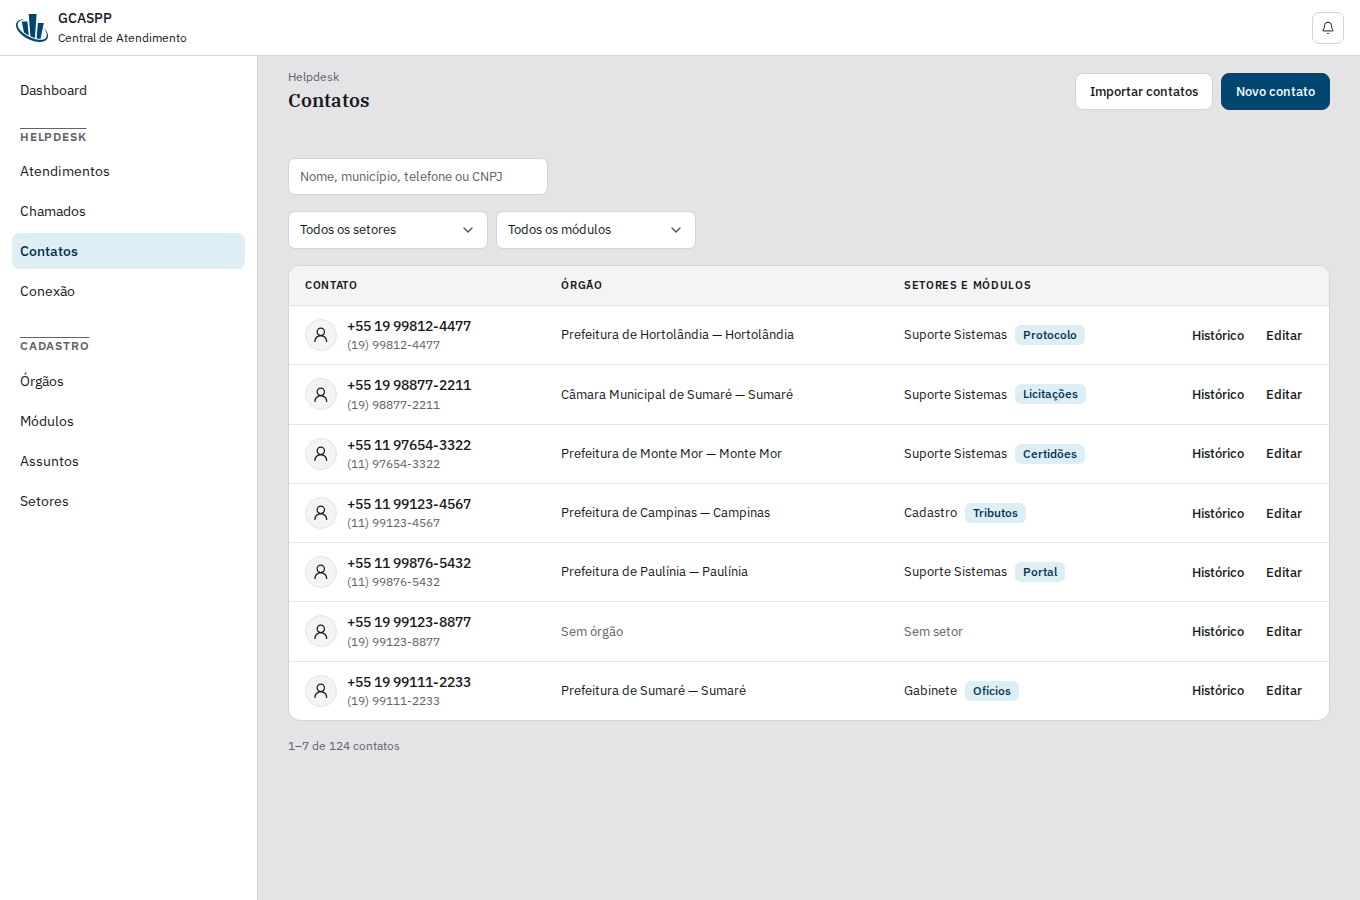 GCASPP
Central de Atendimento
Dashboard
HELPDESK
Atendimentos
Chamados
Contatos
Conexão
CADASTRO
Órgãos
Módulos
Assuntos
Setores
Helpdesk
Contatos
Importar contatos
Novo contato
Nome, município, telefone ou CNPJ
Todos os setores
Todos os módulos
CONTATO ÓRGÃO SETORES E MÓDULOS
+55 19 99812-4477
(19) 99812-4477
Prefeitura de Hortolândia — Hortolândia
Suporte Sistemas Protocolo
Histórico Editar
+55 19 98877-2211
(19) 98877-2211
Câmara Municipal de Sumaré — Sumaré
Suporte Sistemas Licitações
Histórico Editar
+55 11 97654-3322
(11) 97654-3322
Prefeitura de Monte Mor — Monte Mor
Suporte Sistemas Certidões
Histórico Editar
+55 11 99123-4567
(11) 99123-4567
Prefeitura de Campinas — Campinas
Cadastro Tributos
Histórico Editar
+55 11 99876-5432
(11) 99876-5432
Prefeitura de Paulínia — Paulínia
Suporte Sistemas Portal
Histórico Editar
+55 19 99123-8877
(19) 99123-8877
Sem órgão
Sem setor
Histórico Editar
+55 19 99111-2233
(19) 99111-2233
Prefeitura de Sumaré — Sumaré
Gabinete Ofícios
Histórico Editar
1–7 de 124 contatos